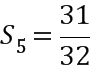 S₅ = 31/32